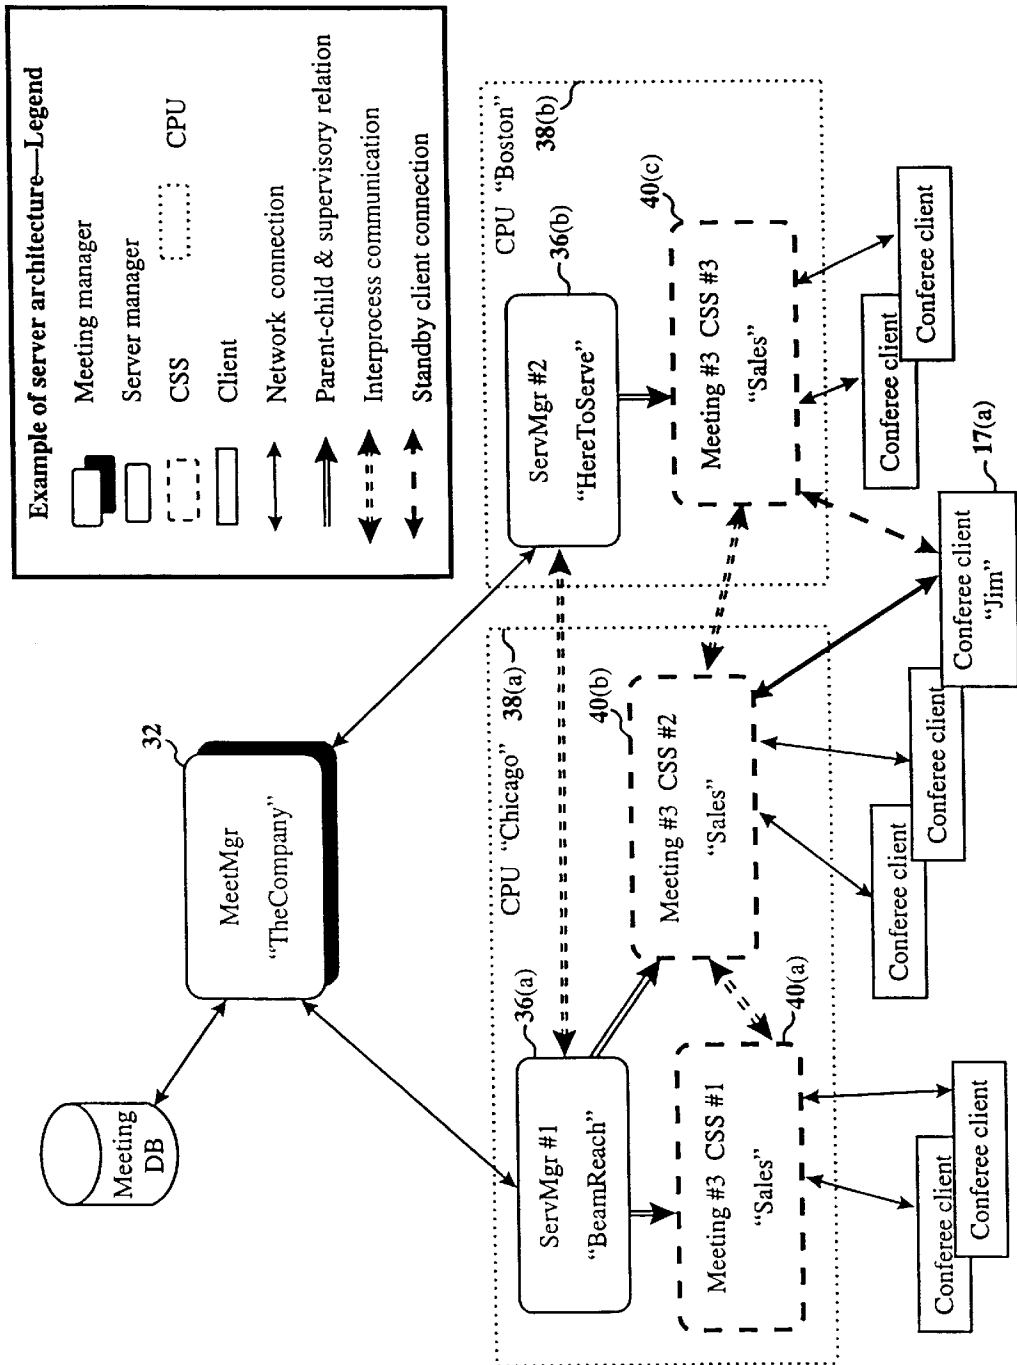 Example of server architecture—Legend
Meeting manager
Server manager
CSS
CPU
Client
Network connection
Parent-child & supervisory relation
Interprocess communication
Standby client connection
Meeting
DB
MeetMgr
"TheCompany"
32
CPU "Chicago"
38(a)
ServMgr #1
"BeamReach"
36(a)
Meeting #3 CSS #1
"Sales"
40(a)
Meeting #3 CSS #2
"Sales"
40(b)
CPU "Boston"
38(b)
ServMgr #2
"HereToServe"
36(b)
Meeting #3 CSS #3
"Sales"
40(c)
Conferee client
Conferee client
Conferee client
Conferee client
Conferee client
"Jim"
17(a)
Conferee client
Conferee client